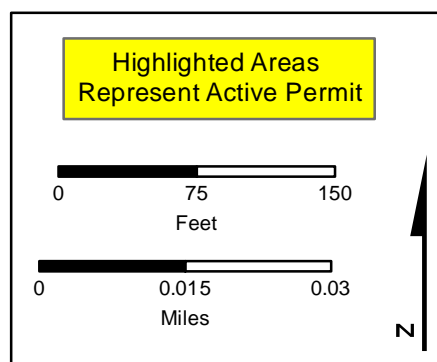 Highlighted Areas
Represent Active Permit
0 75 150
Feet
0 0.015 0.03
Miles
N